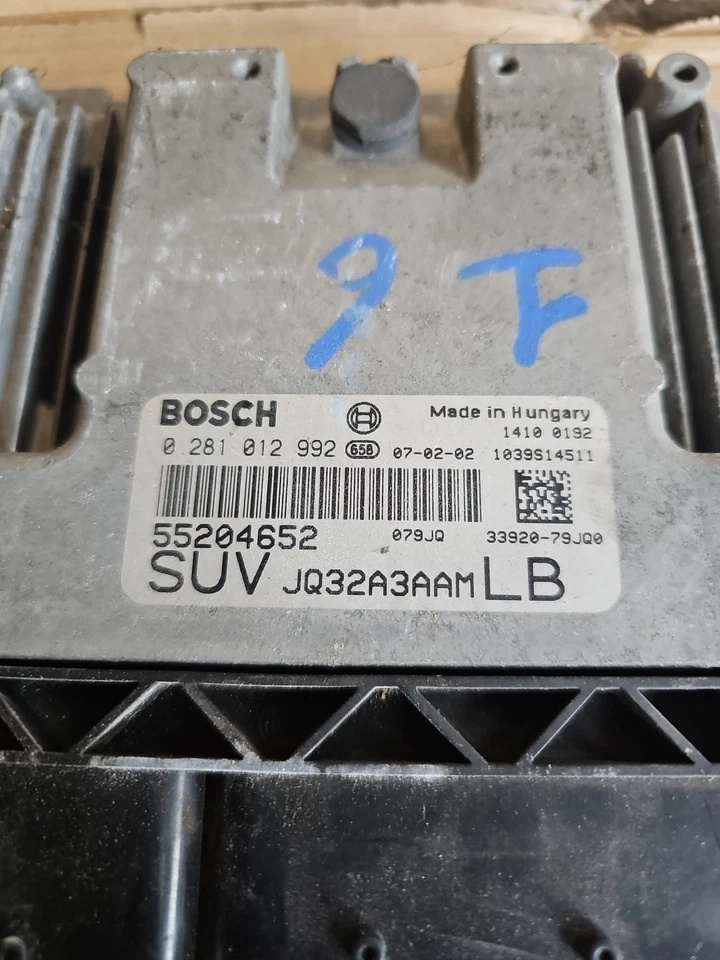 9 F
BOSCH Made in Hungary
1410 0192
0 281 012 992 658 07-02-02 1039S14511
55204652 079JQ 33920-79JQ0
SUV JQ32A3AAM LB